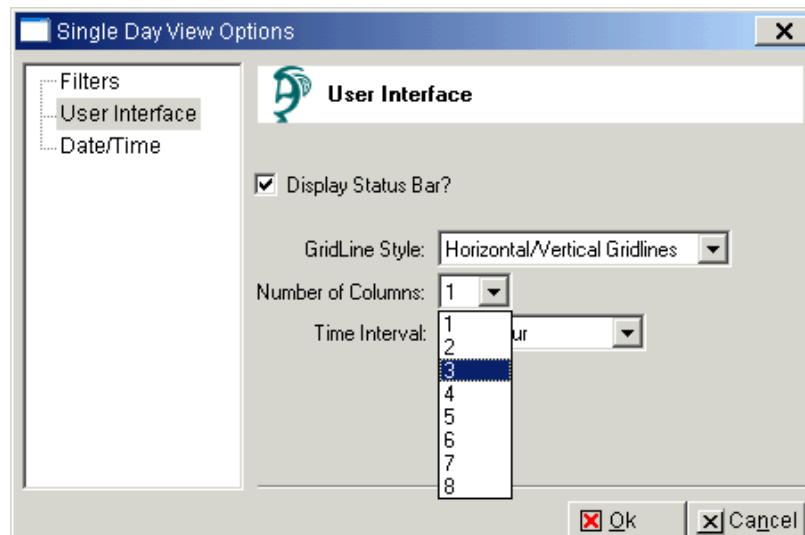 Single Day View Options
Filters
User Interface
Date/Time
User Interface
Display Status Bar?
GridLine Style: Horizontal/Vertical Gridlines
Number of Columns: 1
Time Interval: ur
1
2
3
4
5
6
7
8
Ok
Cancel